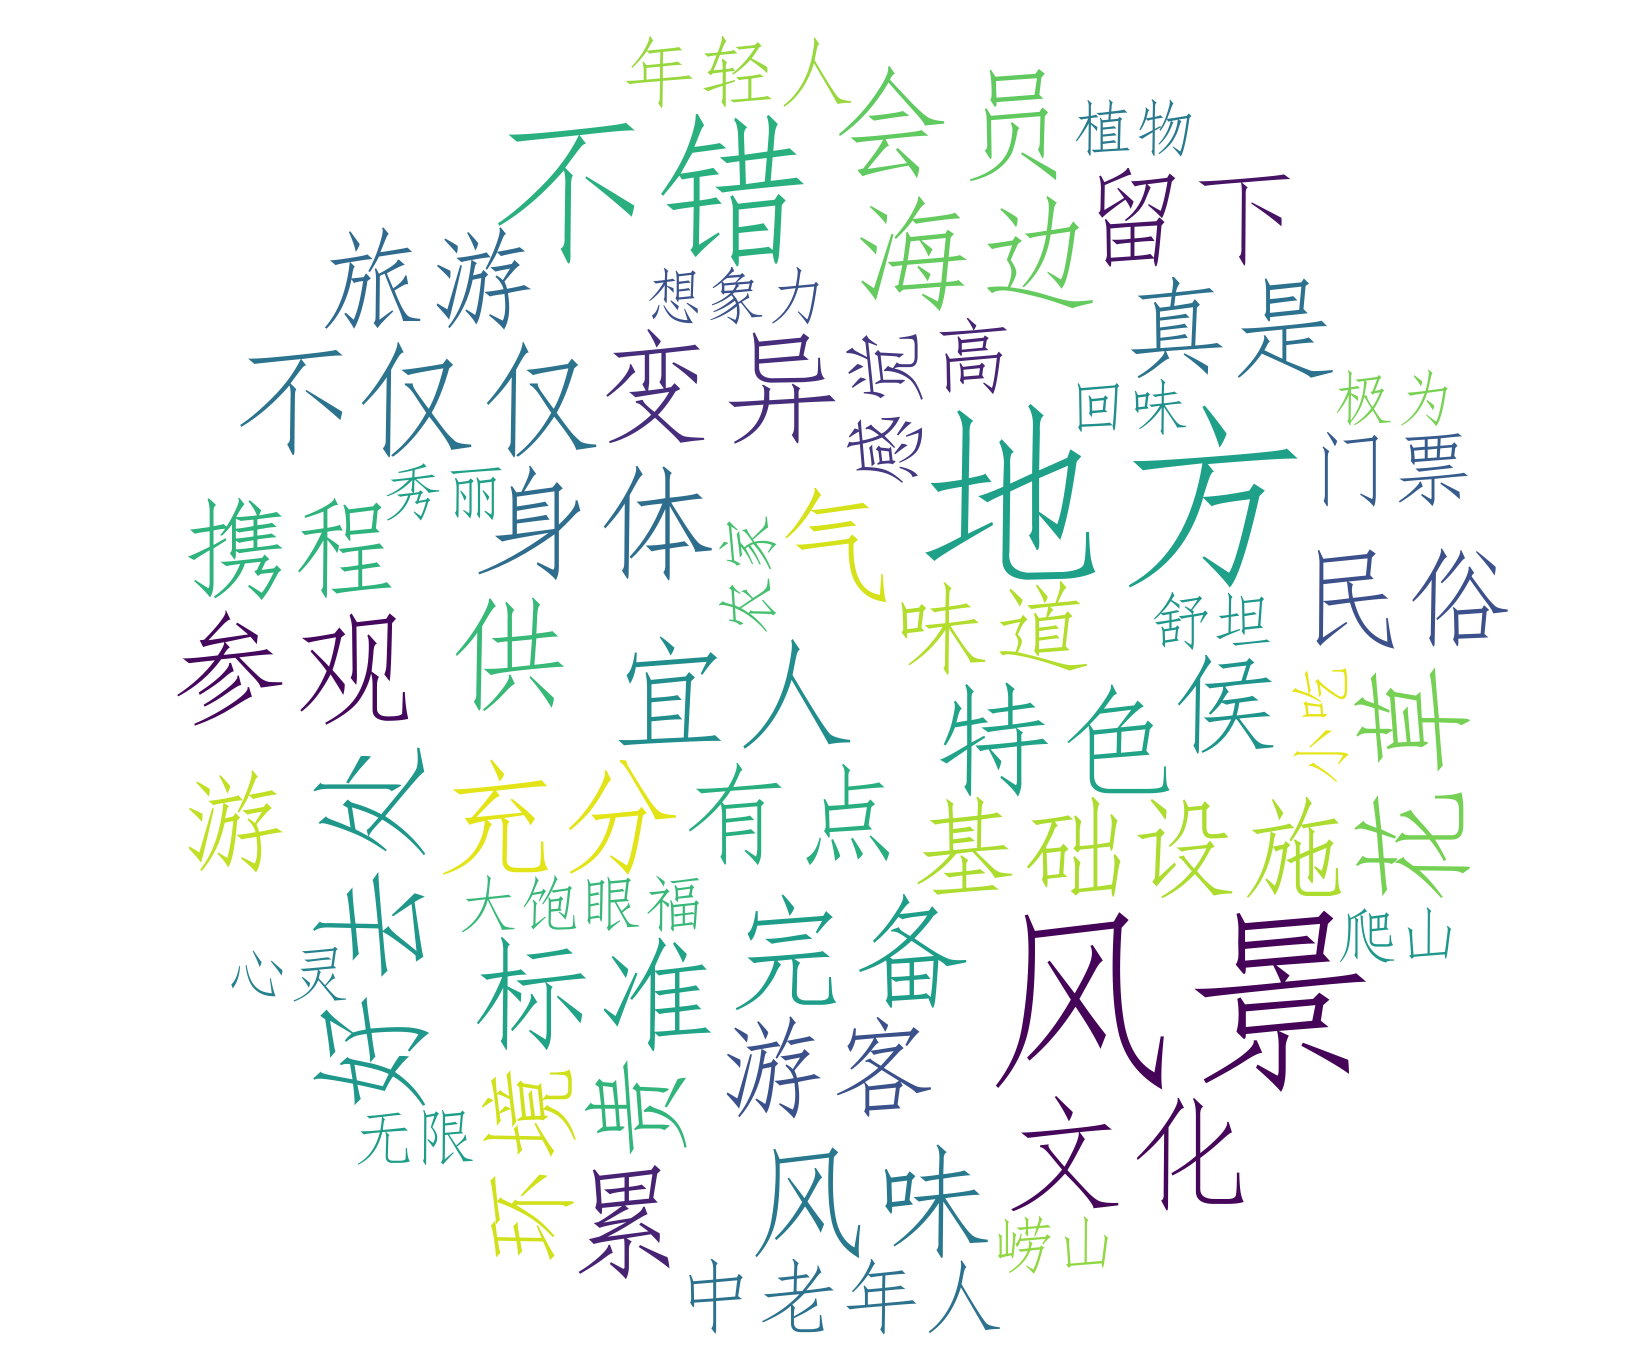 年轻人
会员
植物
不错
留下
海边
旅游
想象力
真是
不仅仅
变异
感觉
高
回味
极为
地方
门票
秀丽
身体
携程
气
农家
民俗
味道
舒坦
参观
供
宜人
侯
特色
小吃
花草
游
好去处
充分
有点
基础设施
大饱眼福
完备
风景
爬山
心灵
标准
游客
环境
贵
无限
文化
风味
累
崂山
中老年人